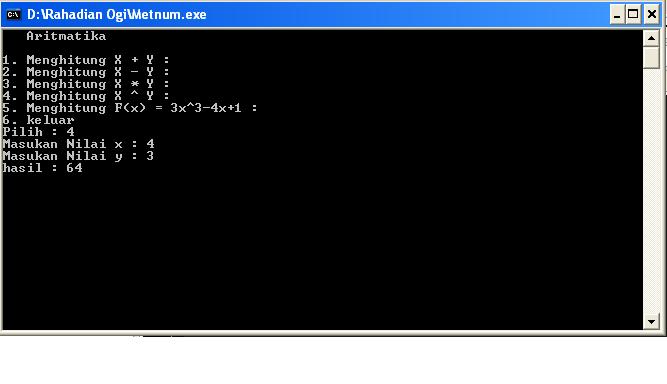 D:\Rahadian Ogi\Metnum.exe
Aritmatika
1. Menghitung X + Y :
2. Menghitung X - Y :
3. Menghitung X * Y :
4. Menghitung X ^ Y :
5. Menghitung F(x) = 3x^3-4x+1 :
6. keluar
Pilih : 4
Masukan Nilai x : 4
Masukan Nilai y : 3
hasil : 64